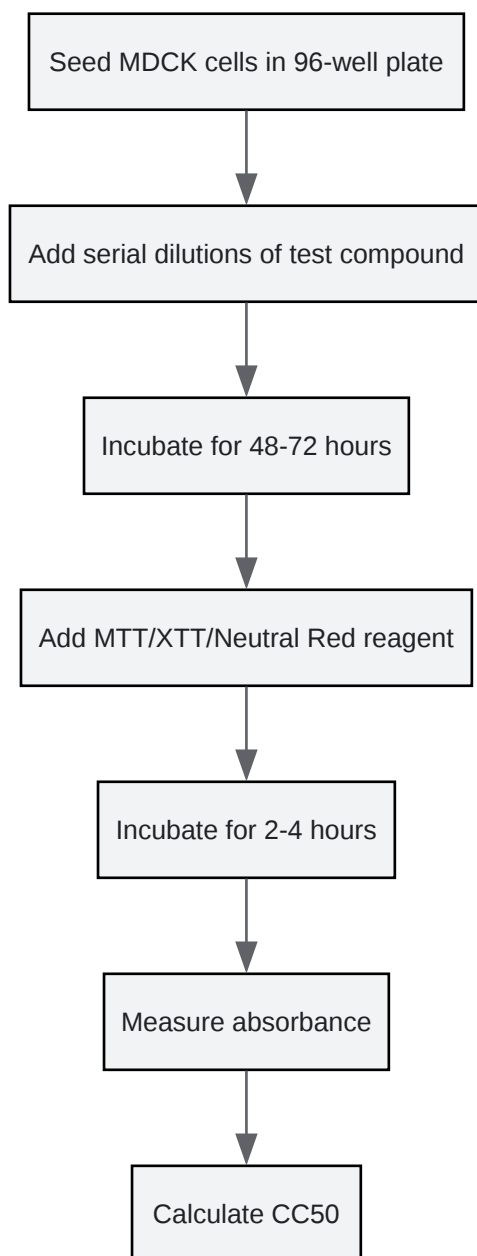 Seed MDCK cells in 96-well plate
Add serial dilutions of test compound
Incubate for 48-72 hours
Add MTT/XTT/Neutral Red reagent
Incubate for 2-4 hours
Measure absorbance
Calculate CC50